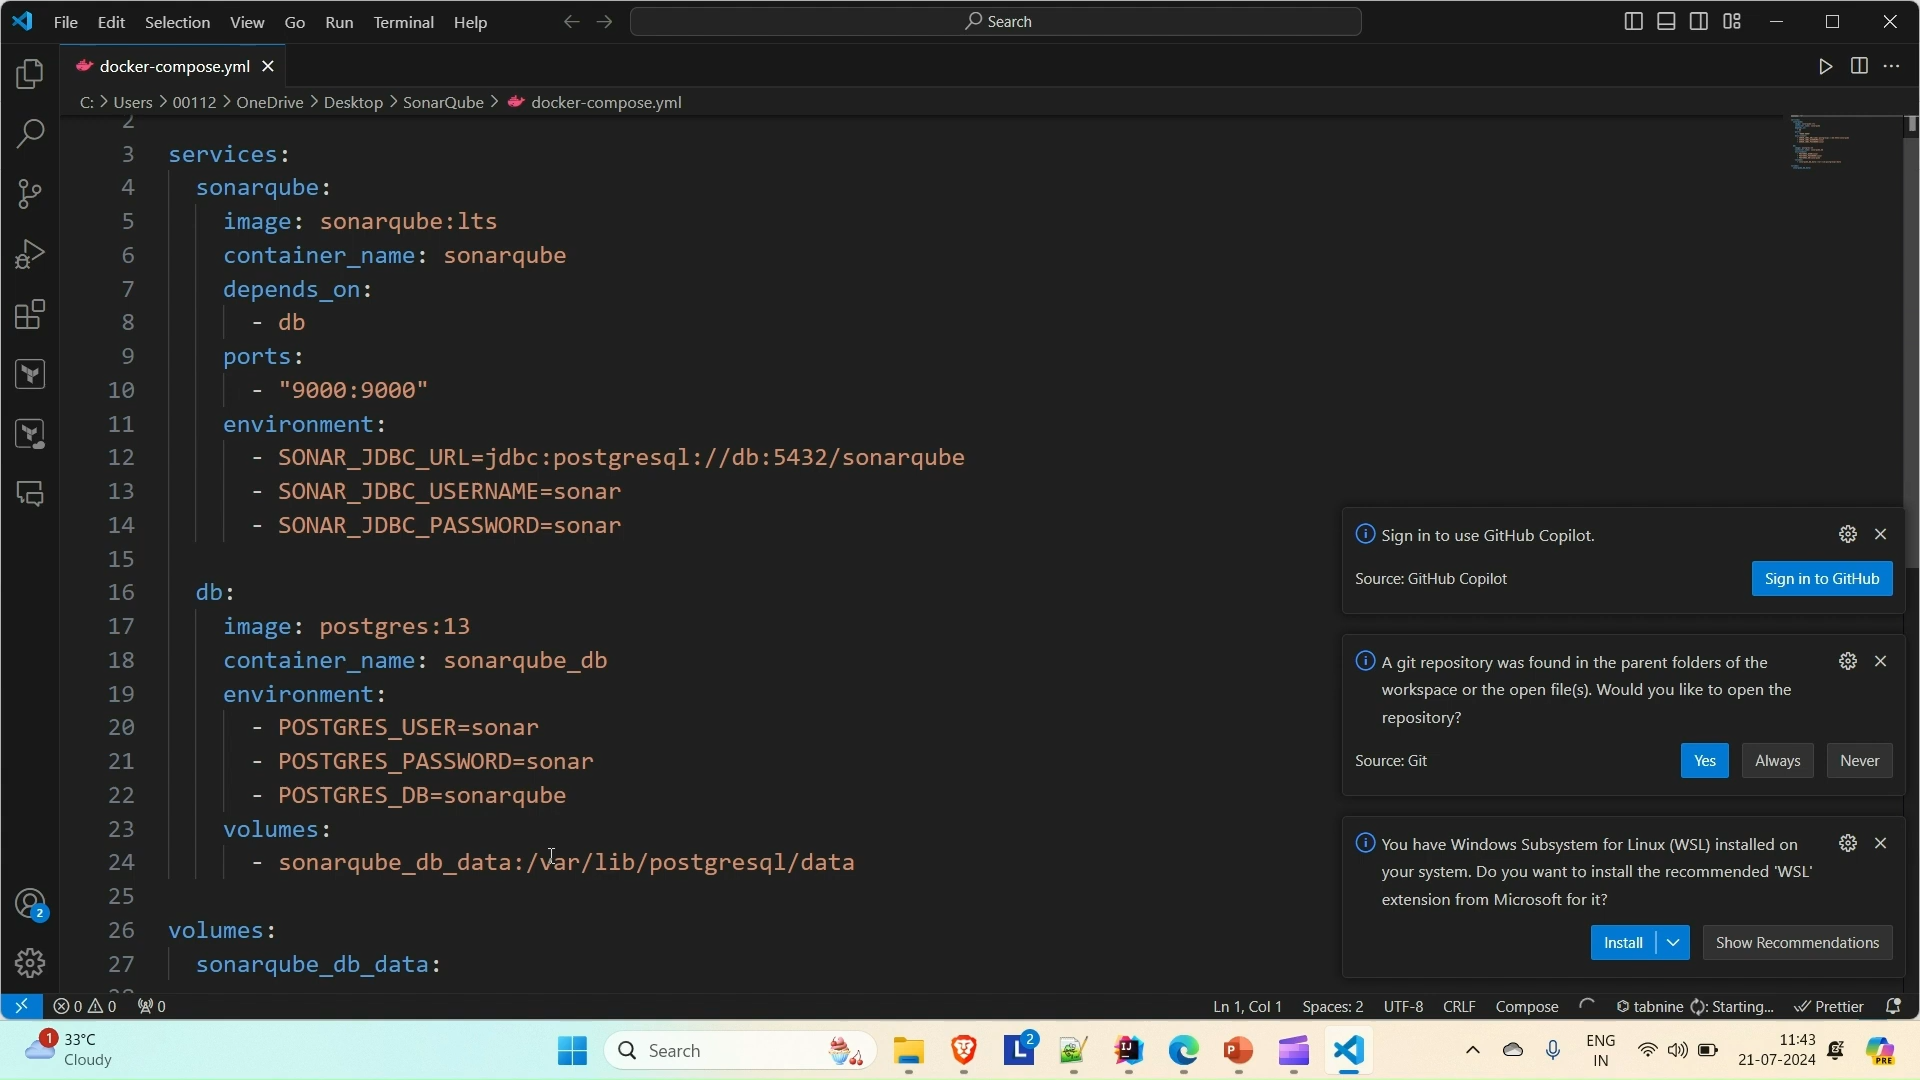 File Edit Selection View Go Run Terminal Help
Search
docker-compose.yml
C: > Users > 00112 > OneDrive > Desktop > SonarQube > docker-compose.yml
2
3 services:
4 sonarqube:
5 image: sonarqube:lts
6 container_name: sonarqube
7 depends_on:
8 - db
9 ports:
10 - "9000:9000"
11 environment:
12 - SONAR_JDBC_URL=jdbc:postgresql://db:5432/sonarqube
13 - SONAR_JDBC_USERNAME=sonar
14 - SONAR_JDBC_PASSWORD=sonar
15
16 db:
17 image: postgres:13
18 container_name: sonarqube_db
19 environment:
20 - POSTGRES_USER=sonar
21 - POSTGRES_PASSWORD=sonar
22 - POSTGRES_DB=sonarqube
23 volumes:
24 - sonarqube_db_data:/var/lib/postgresql/data
25
26 volumes:
27 sonarqube_db_data:
Sign in to use GitHub Copilot.
Source: GitHub Copilot
Sign in to GitHub
A git repository was found in the parent folders of the
workspace or the open file(s). Would you like to open the
repository?
Source: Git
Yes Always Never
You have Windows Subsystem for Linux (WSL) installed on
your system. Do you want to install the recommended 'WSL'
extension from Microsoft for it?
Install Show Recommendations
2
0 0 0
Ln 1, Col 1 Spaces: 2 UTF-8 CRLF Compose tabnine : Starting... Prettier
1
33°C
Cloudy
Search
L 2
ENG
IN
11:43
21-07-2024
PRE